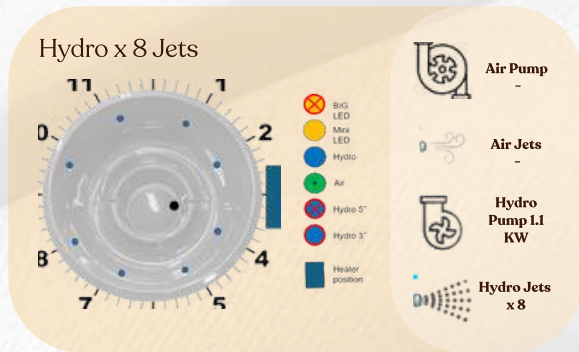 Hydro x 8 Jets
11
1
0
2
8
4
7
5
BIG
LED
Mini
LED
Hydro
Air
Hydro 5"
Hydro 3"
Heater
position
Air Pump
-
Air Jets
-
Hydro
Pump 1.1
KW
Hydro Jets
x 8